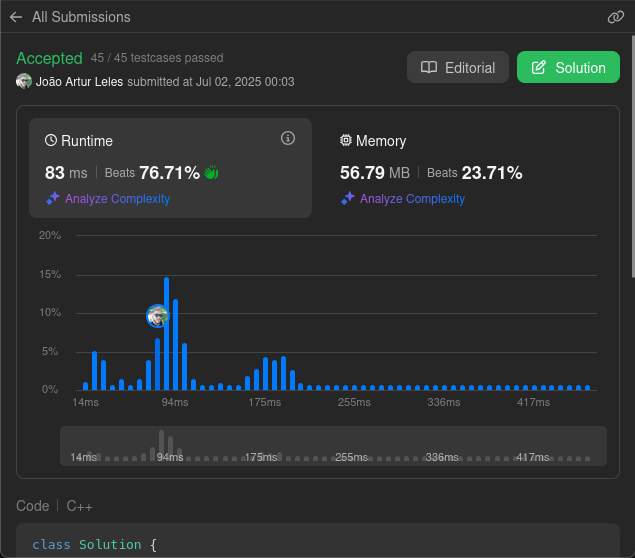 All Submissions
Accepted 45 / 45 testcases passed
João Artur Leles submitted at Jul 02, 2025 00:03
Editorial
Solution
Runtime
83 ms | Beats 76.71%
Analyze Complexity
Memory
56.79 MB | Beats 23.71%
Analyze Complexity
20%
15%
10%
5%
0%
14ms 94ms 175ms 255ms 336ms 417ms
14ms 94ms 175ms 255ms 336ms 417ms
Code | C++
class Solution {